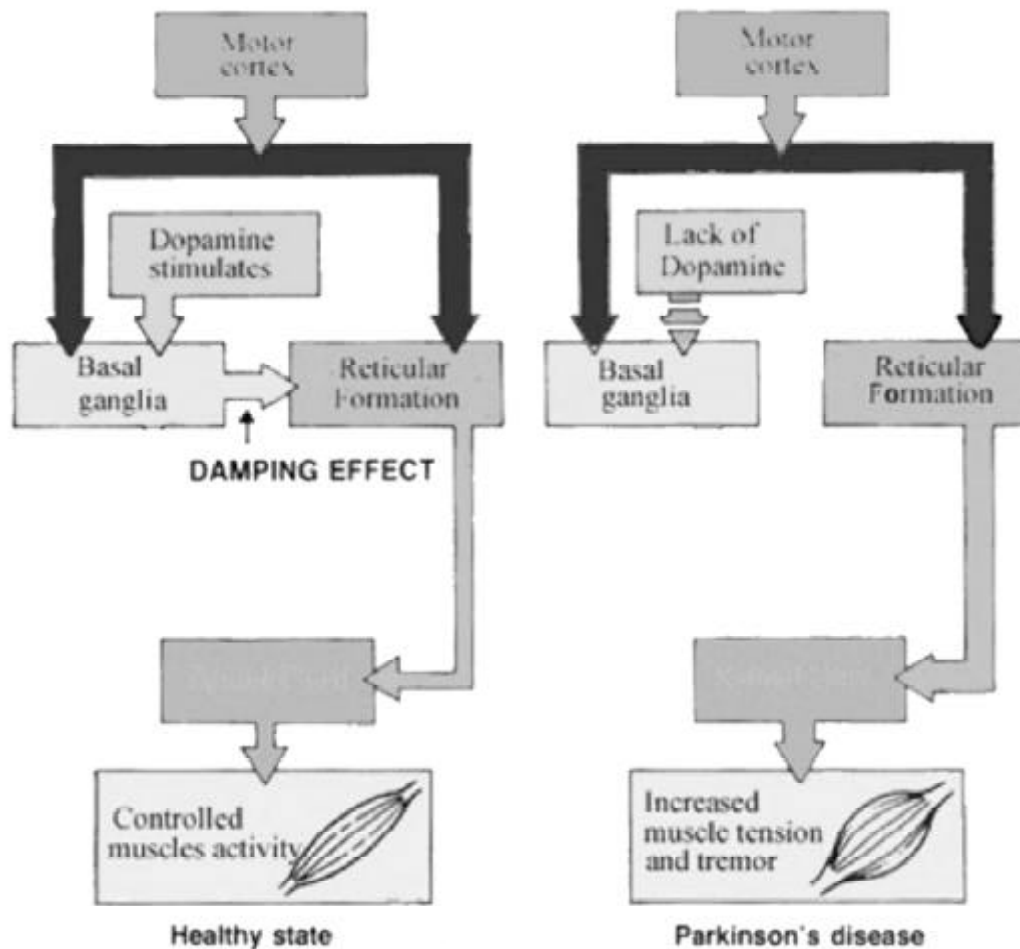 Motor
cortex
Dopamine
stimulates
Basal
ganglia
Reticular
Formation
DAMPING EFFECT
Controlled
muscles activity
Healthy state
Motor
cortex
Lack of
Dopamine
Basal
ganglia
Reticular
Formation
Increased
muscle tension
and tremor
Parkinson's disease